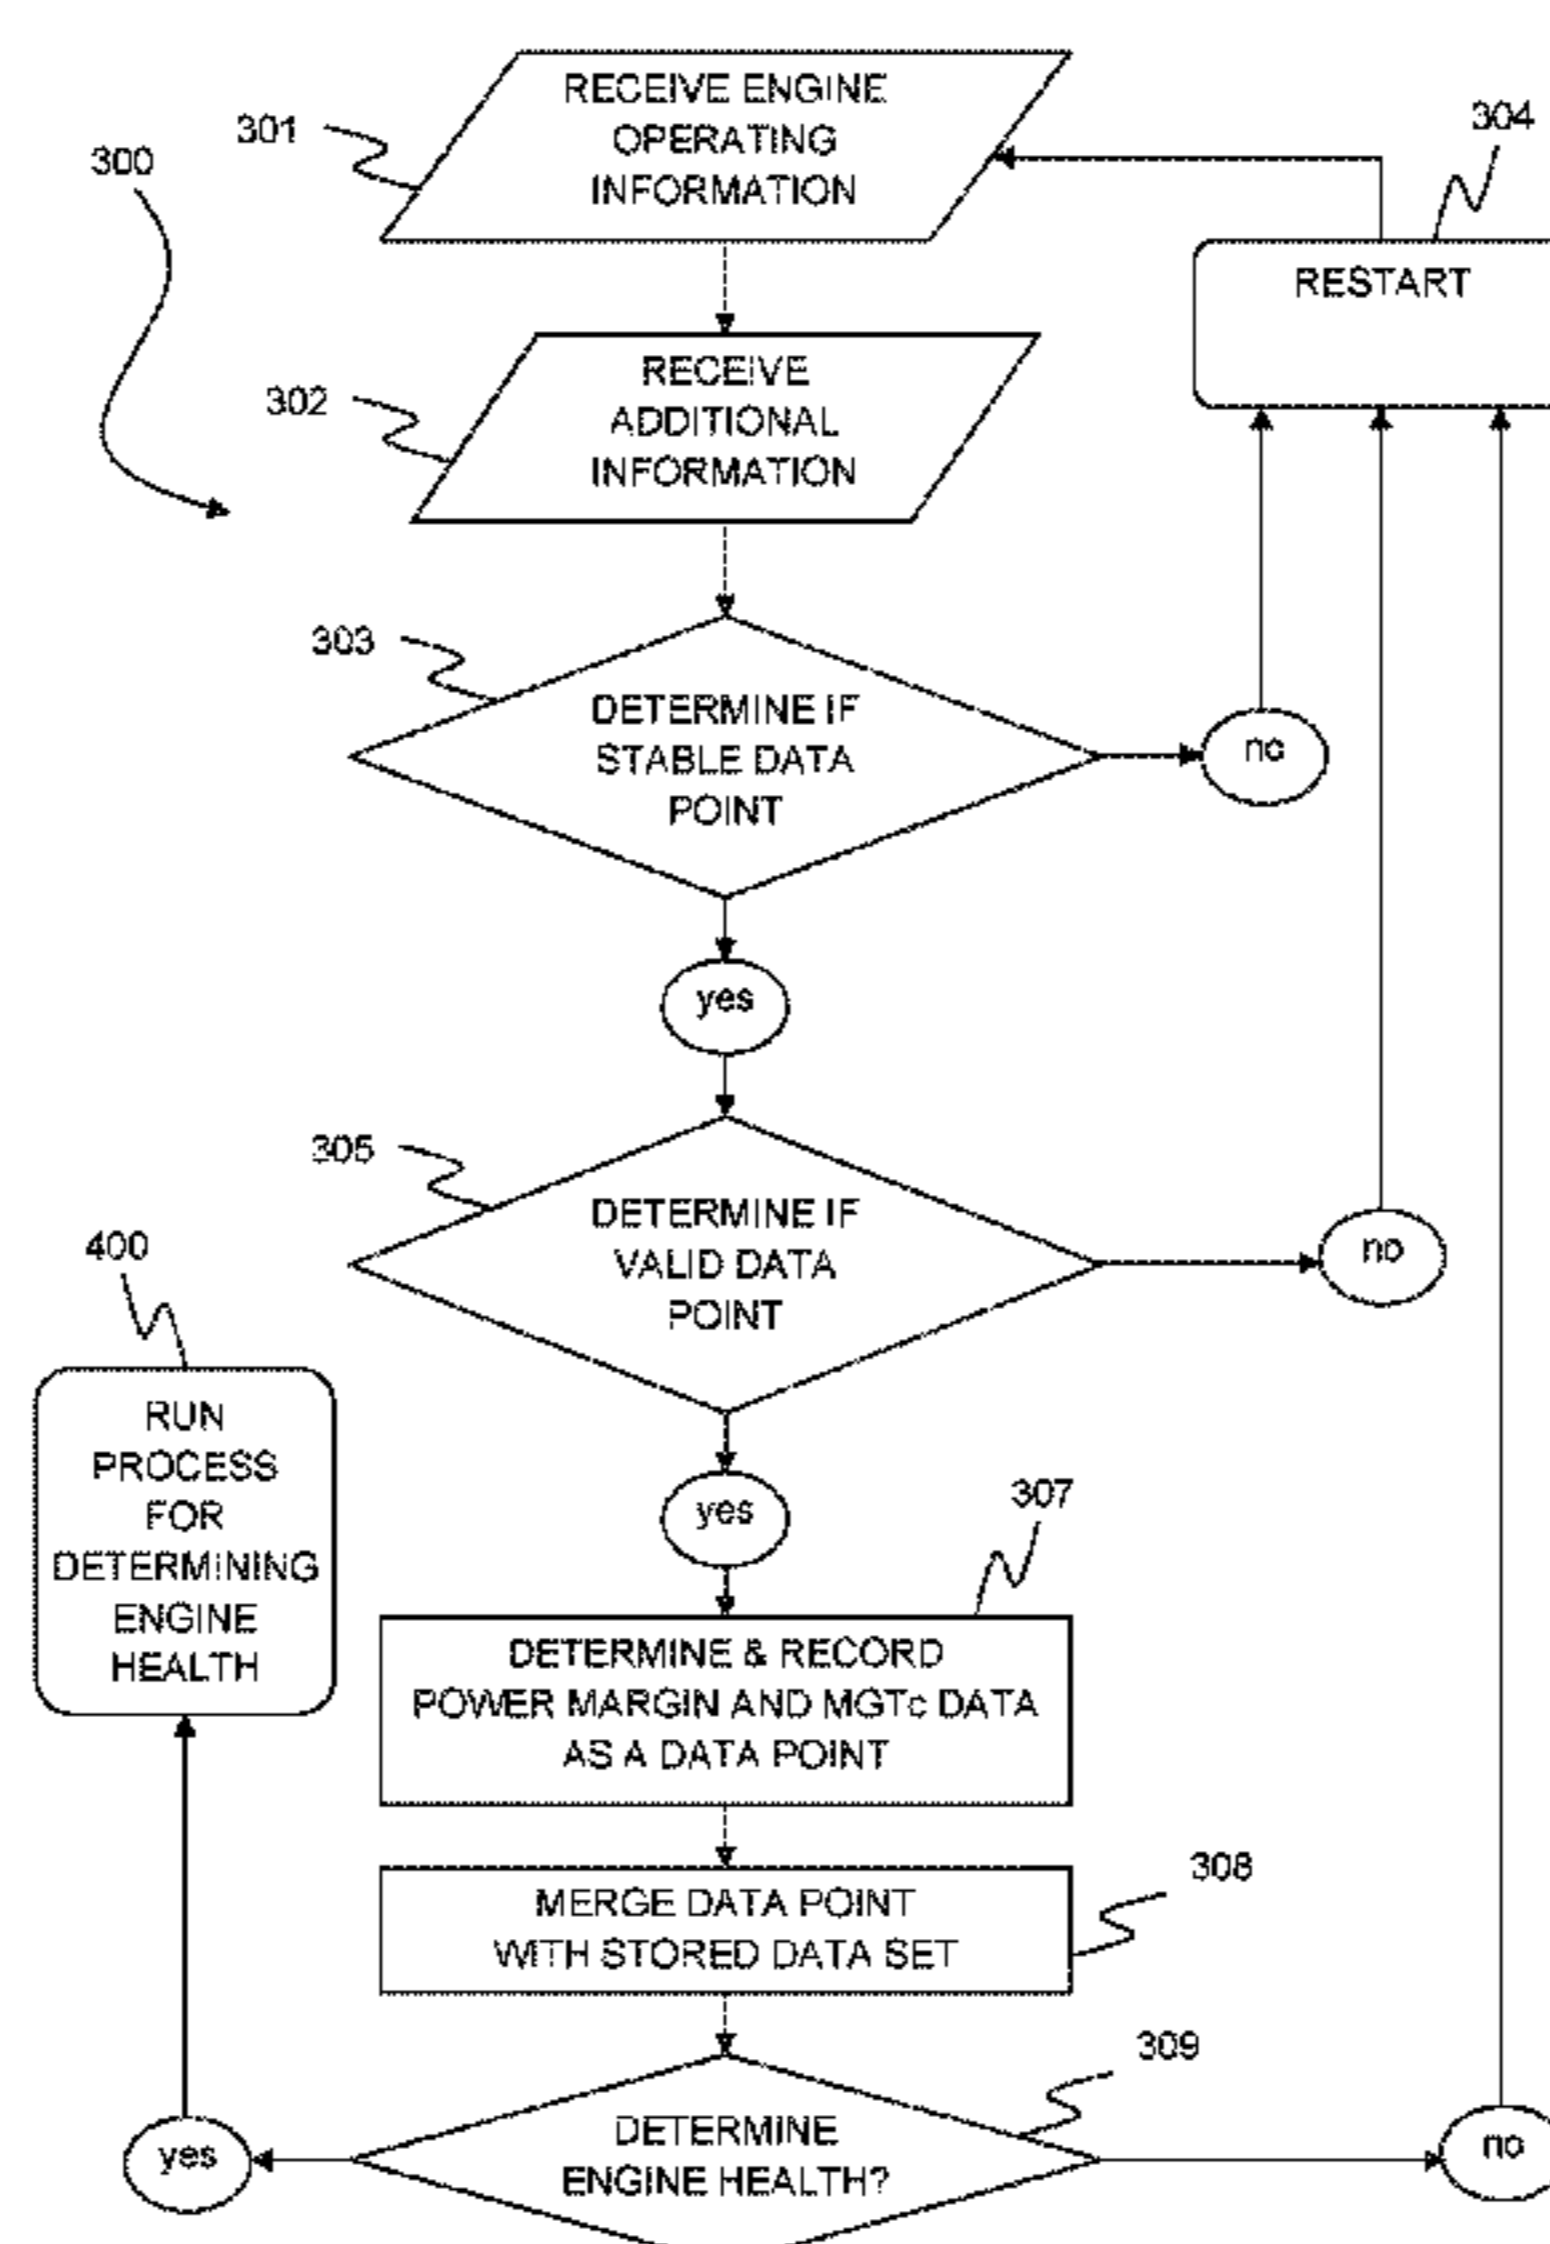 300
301
RECEIVE ENGINE
OPERATING
INFORMATION
304
RESTART
302
RECEIVE
ADDITIONAL
INFORMATION
303
DETERMINE IF
STABLE DATA
POINT
no
yes
305
DETERMINE IF
VALID DATA
POINT
no
yes
400
RUN
PROCESS
FOR
DETERMINING
ENGINE
HEALTH
307
DETERMINE & RECORD
POWER MARGIN AND MGTc DATA
AS A DATA POINT
308
MERGE DATA POINT
WITH STORED DATA SET
309
DETERMINE
ENGINE HEALTH?
yes
no